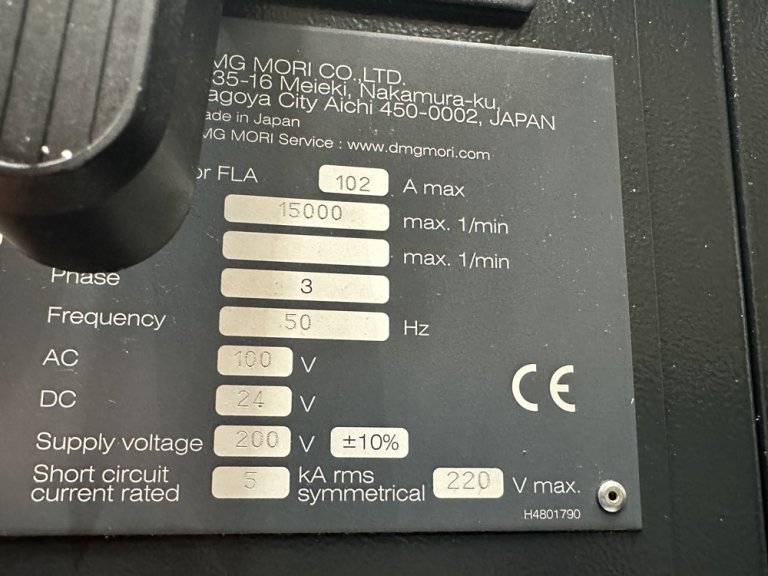 MG MORI CO.,LTD.
35-16 Meieki, Nakamura-ku,
agoya City Aichi 450-0002, JAPAN
ade in Japan
MG MORI Service : www.dmgmori.com
or FLA 102 A max
15000 max. 1/min
max. 1/min
Phase 3
Frequency 50 Hz
AC 100 V
DC 24 V
Supply voltage 200 V ±10%
Short circuit current rated 5 kA rms symmetrical 220 V max.
CE
H4801790